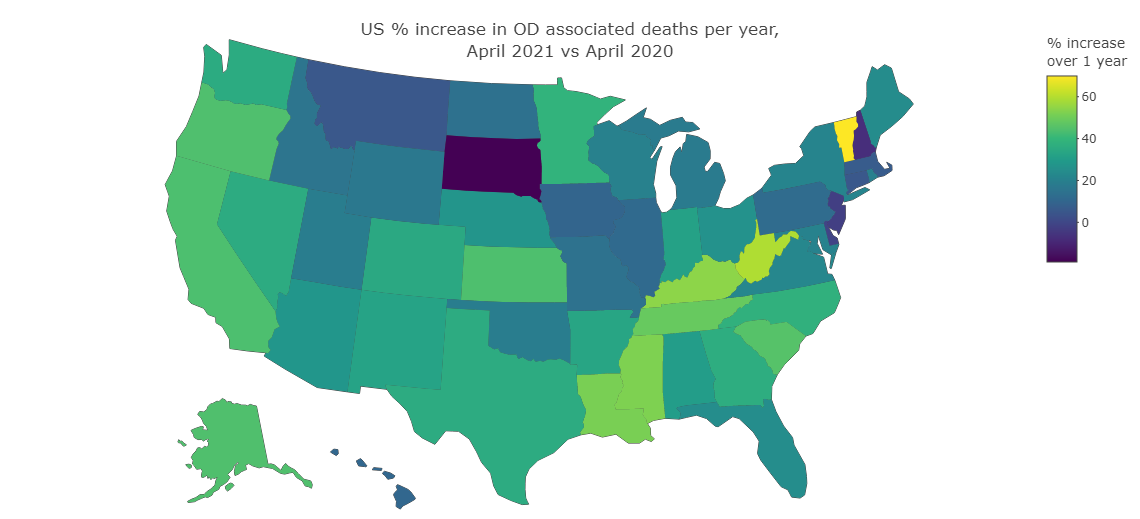 US % increase in OD associated deaths per year,
April 2021 vs April 2020
% increase
over 1 year
60
40
20
0